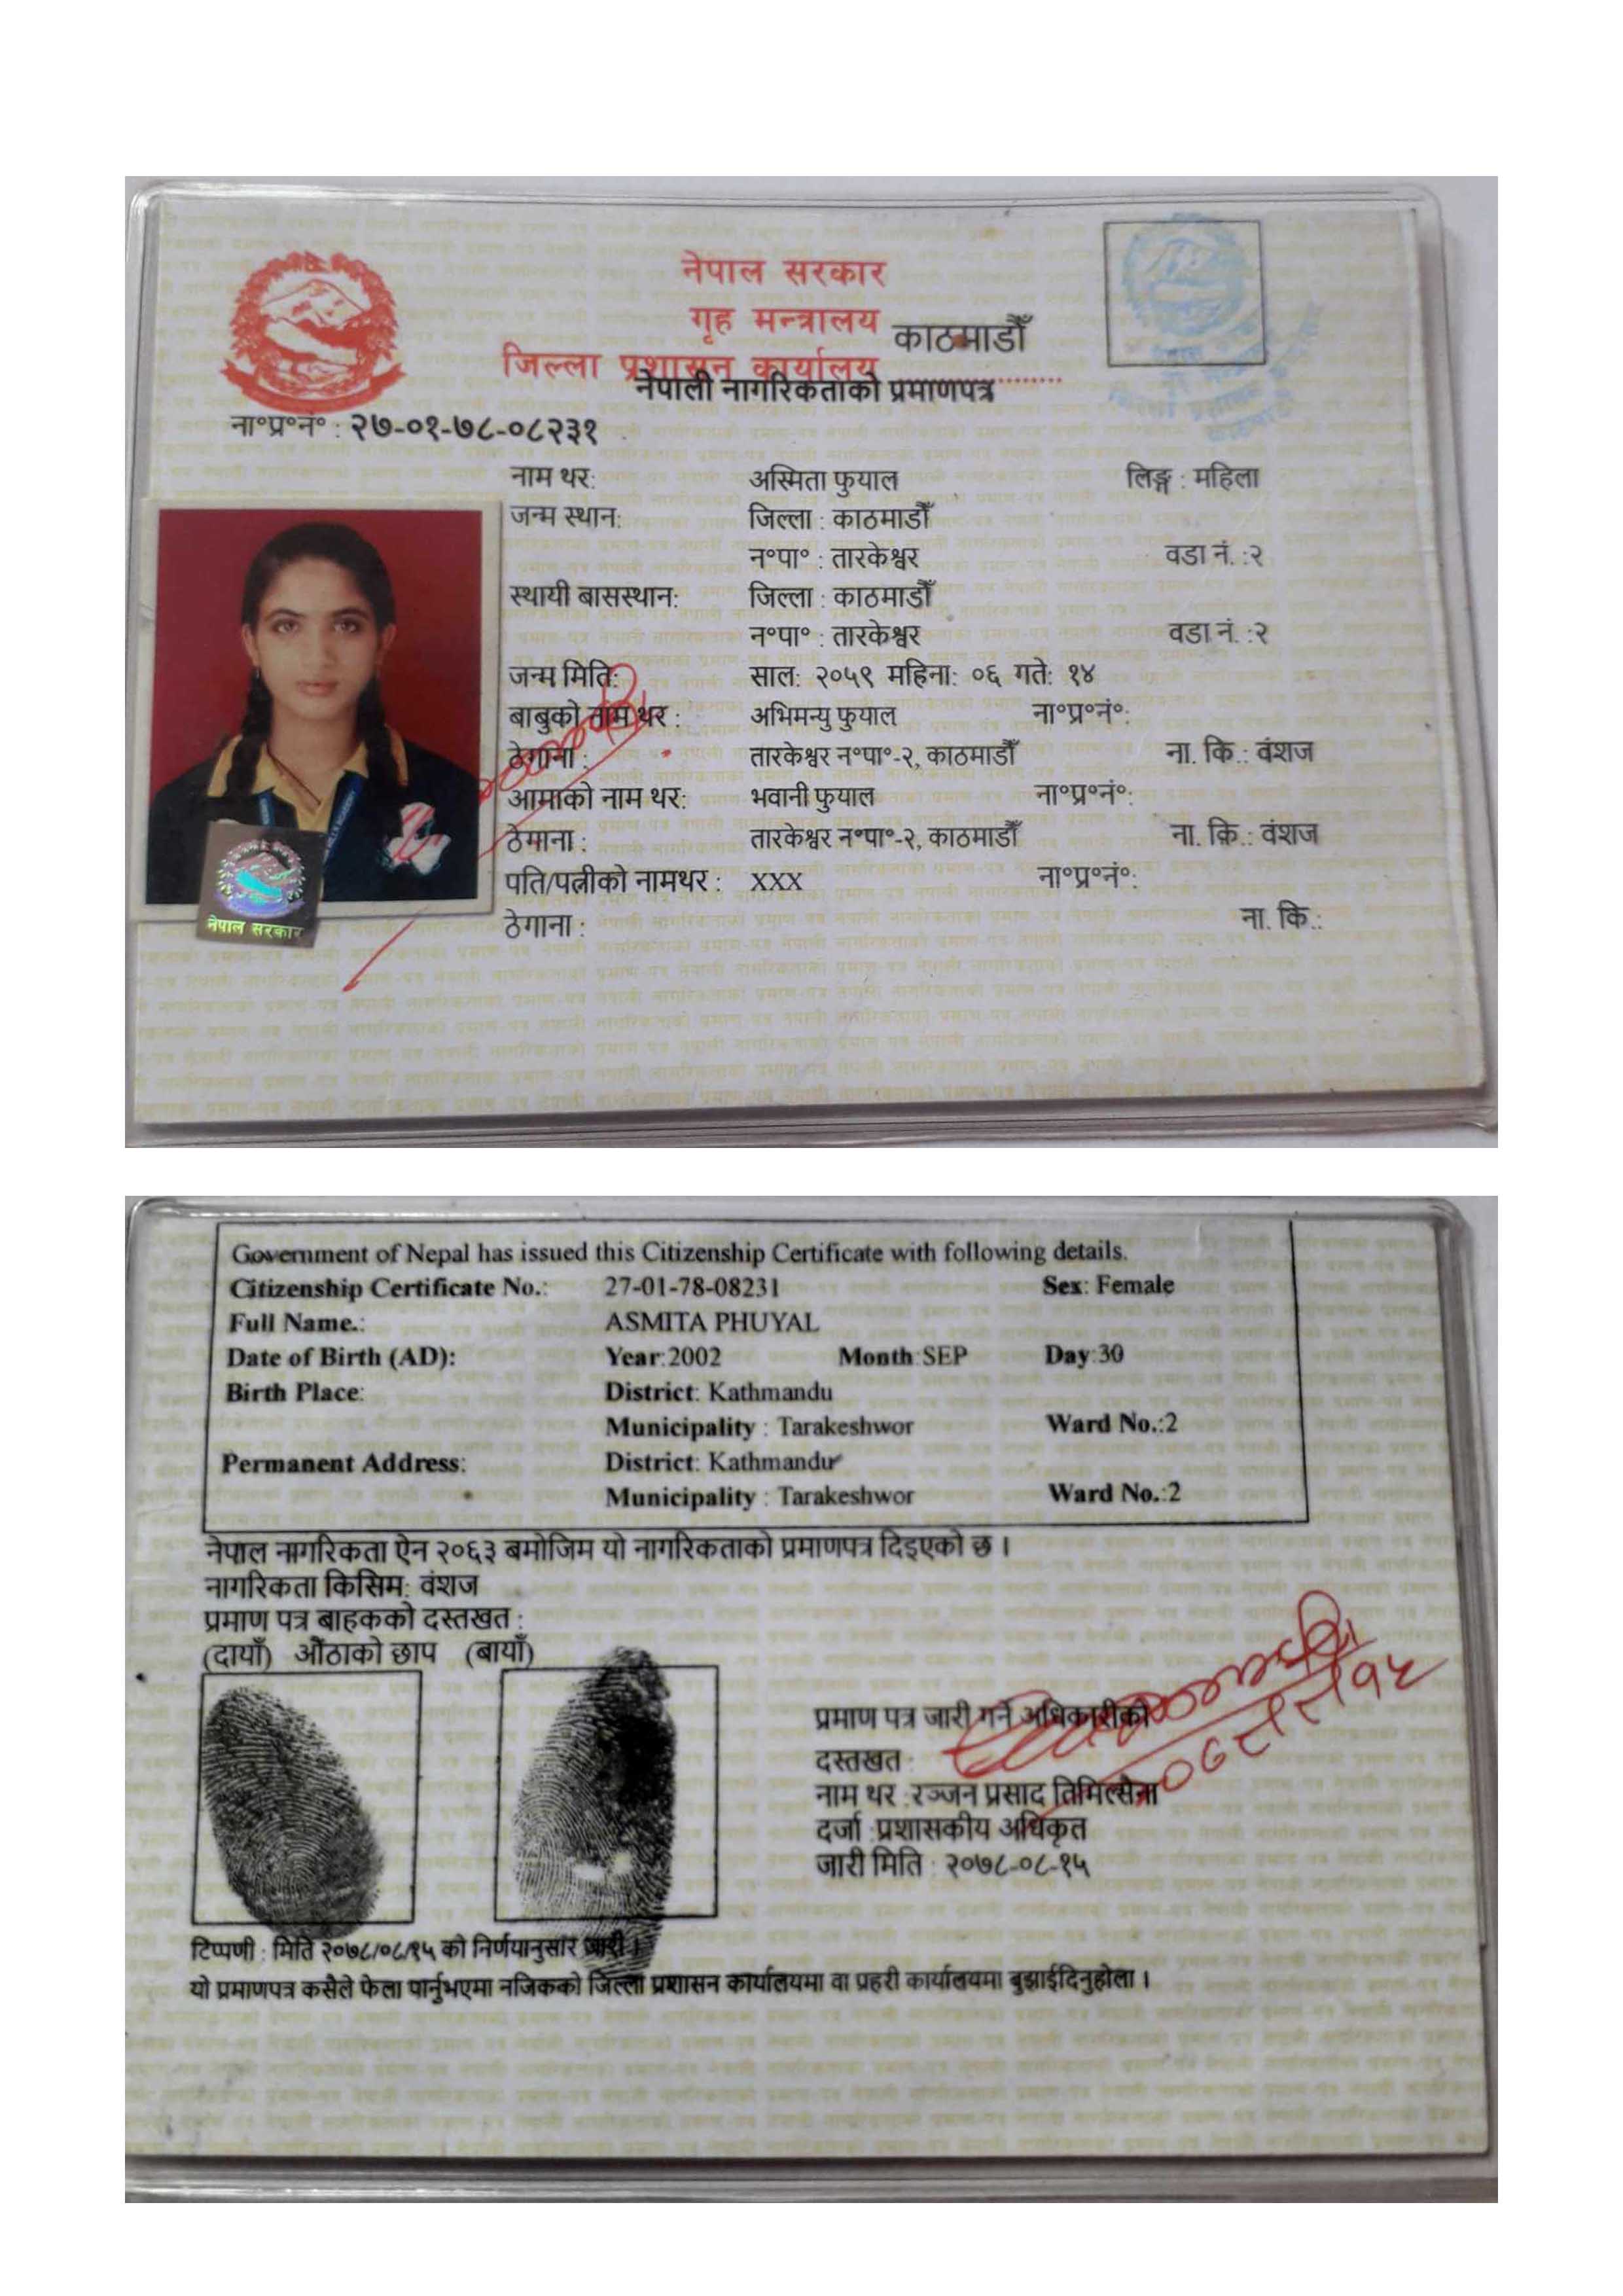 नेपाल सरकार
गृह मन्त्रालय
जिल्ला प्रशासन कार्यालय काठमाडौँ
नेपाली नागरिकताको प्रमाणपत्र
ना॰प्र॰नं॰ : २७-०१-७८-०८२३१
नाम थर: अस्मिता फुयाल लिङ्ग : महिला
जन्म स्थान: जिल्ला : काठमाडौँ
न॰पा॰ : तारकेश्वर वडा नं. :२
स्थायी बासस्थान: जिल्ला : काठमाडौँ
न॰पा॰ : तारकेश्वर वडा नं. :२
जन्म मिति: साल: २०५९ महिना: ०६ गते: १४
बाबुको नाम थर : अभिमन्यु फुयाल ना॰प्र॰नं॰:
ठेगाना : तारकेश्वर न॰पा॰-२, काठमाडौँ ना. कि.: वंशज
आमाको नाम थर: भवानी फुयाल ना॰प्र॰नं॰:
ठेगाना : तारकेश्वर न॰पा॰-२, काठमाडौँ ना. कि.: वंशज
पति/पत्नीको नामथर : XXX ना॰प्र॰नं॰:
ठेगाना : ना. कि.:
नेपाल सरकार
Government of Nepal has issued this Citizenship Certificate with following details.
Citizenship Certificate No.: 27-01-78-08231 Sex: Female
Full Name.: ASMITA PHUYAL
Date of Birth (AD): Year:2002 Month:SEP Day:30
Birth Place: District: Kathmandu
Municipality : Tarakeshwor Ward No.:2
Permanent Address: District: Kathmandu
Municipality : Tarakeshwor Ward No.:2
नेपाल नागरिकता ऐन २०६३ बमोजिम यो नागरिकताको प्रमाणपत्र दिइएको छ ।
नागरिकता किसिम: वंशज
प्रमाण पत्र बाहकको दस्तखत :
(दायाँ) औंठाको छाप (बायाँ)
प्रमाण पत्र जारी गर्ने अधिकारीको
दस्तखत :
नाम थर : रञ्जन प्रसाद तिमिल्सेना
दर्जा : प्रशासकीय अधिकृत
जारी मिति : २०७८-०८-१५
टिप्पणी : मिति २०७८/०८/१५ को निर्णयानुसार जारी ।
यो प्रमाणपत्र कसैले फेला पार्नुभएमा नजिकको जिल्ला प्रशासन कार्यालयमा वा प्रहरी कार्यालयमा बुझाईदिनुहोला ।